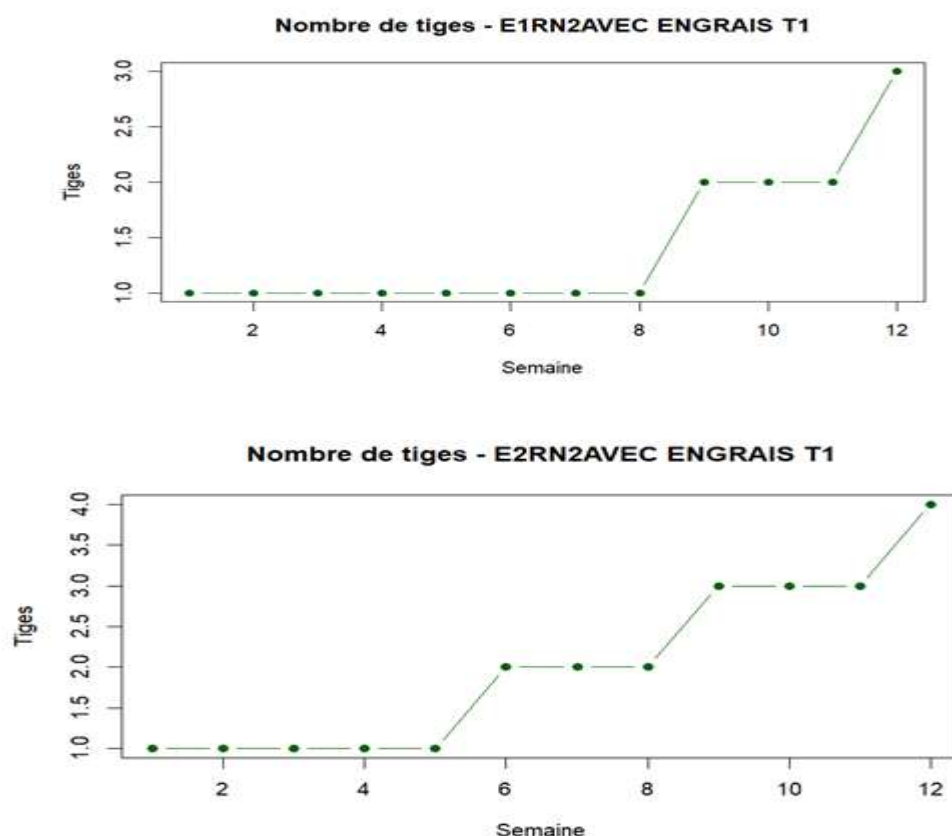 Nombre de tiges - E1RN2AVEC ENGRAIS T1
3.0
2.5
2.0
1.5
1.0
Tiges
2 4 6 8 10 12
Semaine
Nombre de tiges - E2RN2AVEC ENGRAIS T1
4.0
3.5
3.0
2.5
2.0
1.5
1.0
Tiges
2 4 6 8 10 12
Semaine